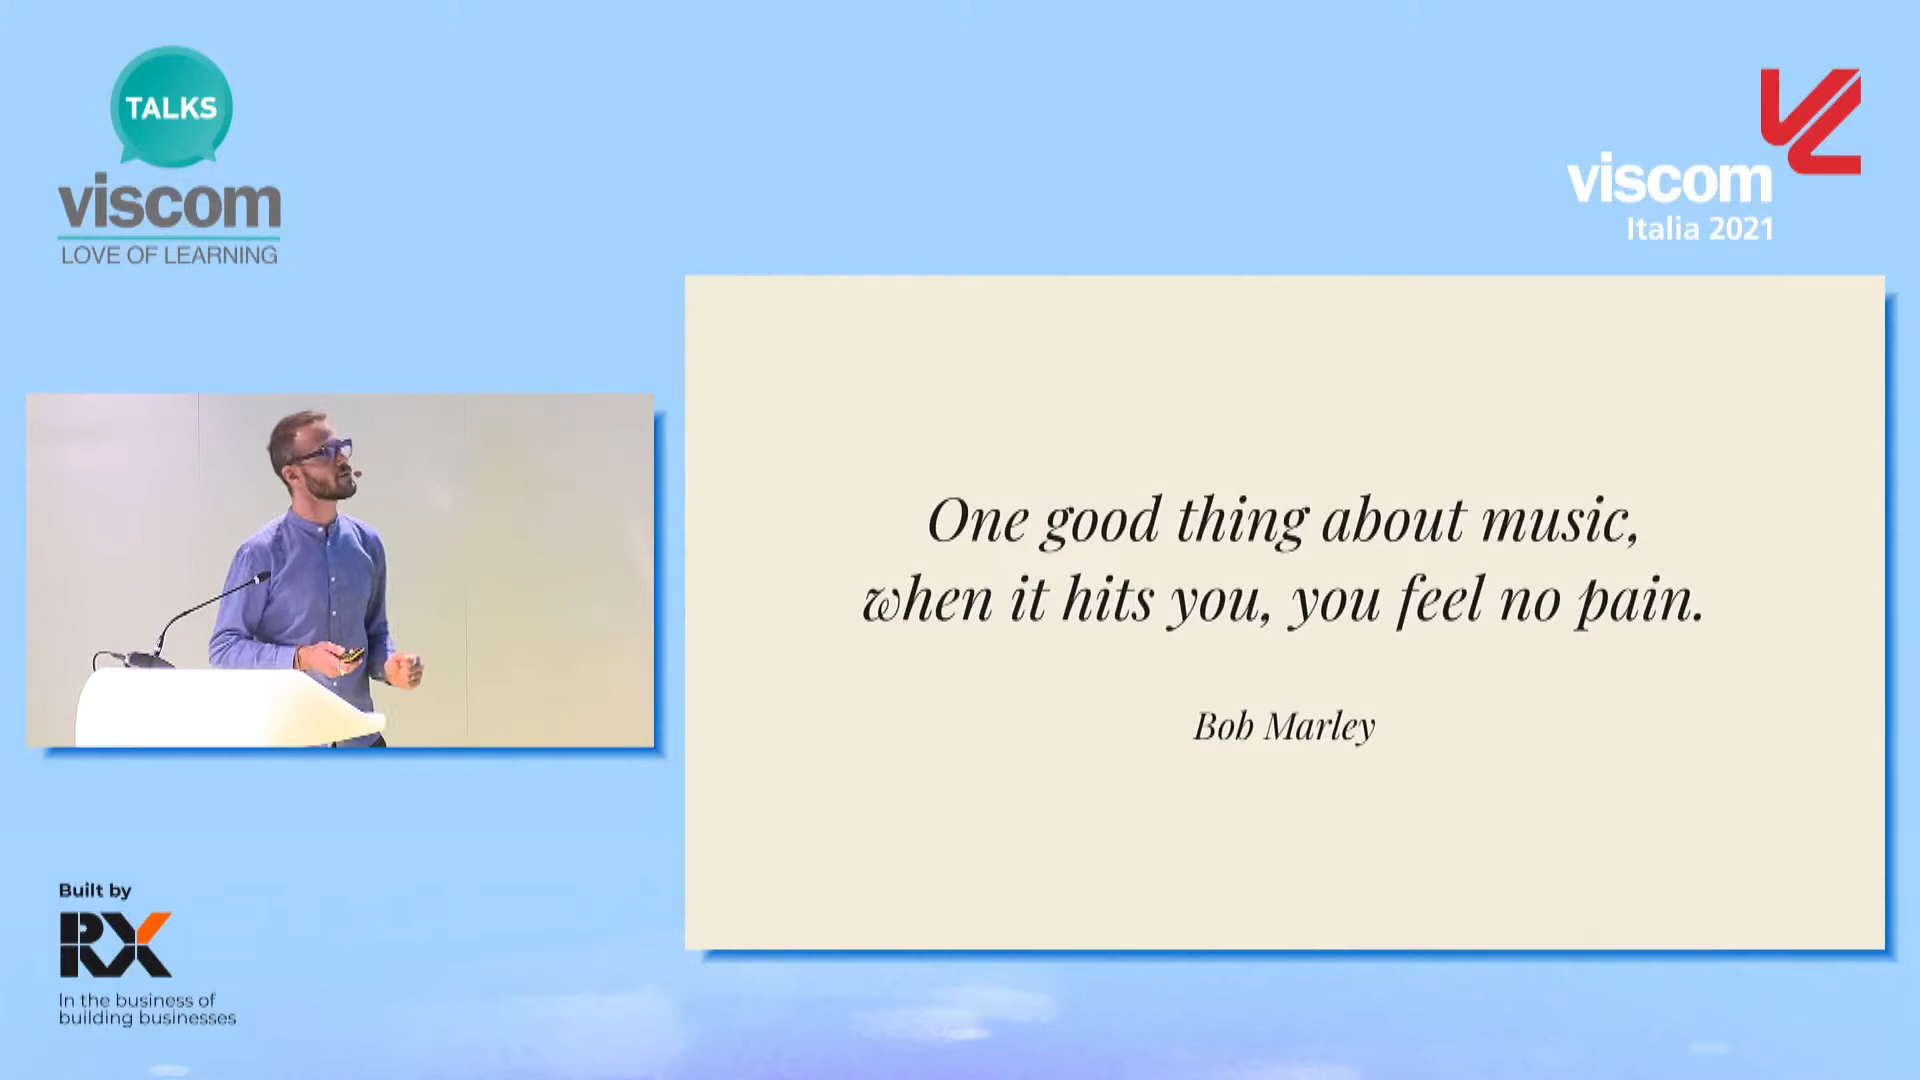 TALKS
viscom
LOVE OF LEARNING
viscom
Italia 2021
One good thing about music,
when it hits you, you feel no pain.
Bob Marley
Built by
RX
In the business of
building businesses